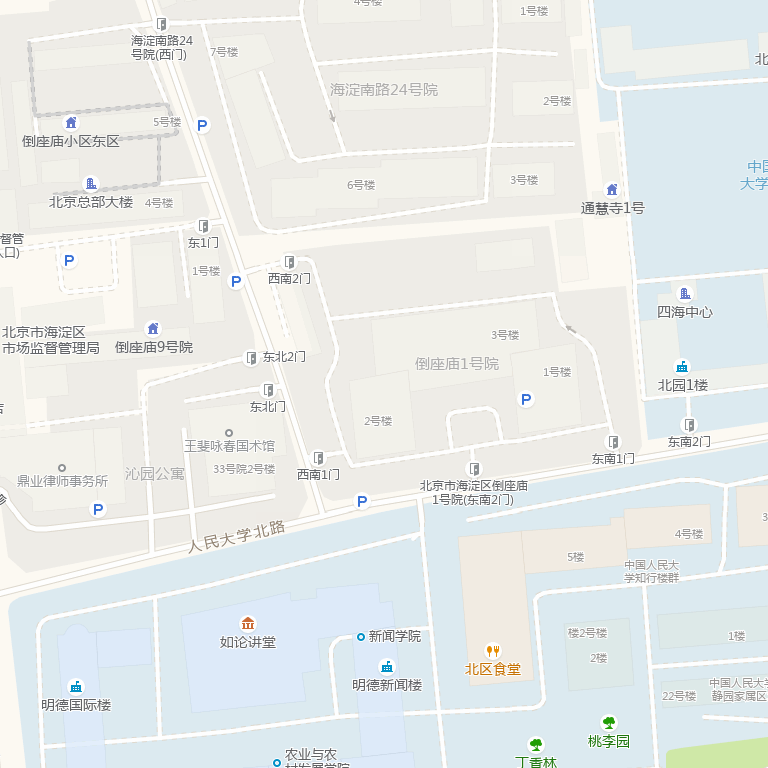 4号楼
1号楼
海淀南路24
号院(西门)
7号楼
北
海淀南路24号院
2号楼
5号楼
P
倒座庙小区东区
中国
大学
6号楼
3号楼
北京总部大楼
4号楼
通慧寺1号
督管
入口)
东1门
P
西南2门
1号楼
P
四海中心
北京市海淀区
市场监督管理局
倒座庙9号院
3号楼
东北2门
倒座庙1号院
1号楼
北园1楼
东北门
P
2号楼
王斐咏春国术馆
东南2门
东南1门
沁园公寓
33号院2号楼
西南1门
鼎业律师事务所
北京市海淀区倒座庙
1号院(东南2门)
P
P
人民大学北路
4号楼
3
5楼
中国人民大
学知行楼群
如论讲堂
新闻学院
楼2号楼
1楼
2楼
北区食堂
明德新闻楼
明德国际楼
中国人民大学
22号楼
静园家属区
桃李园
丁香林
农业与农
村发展学院